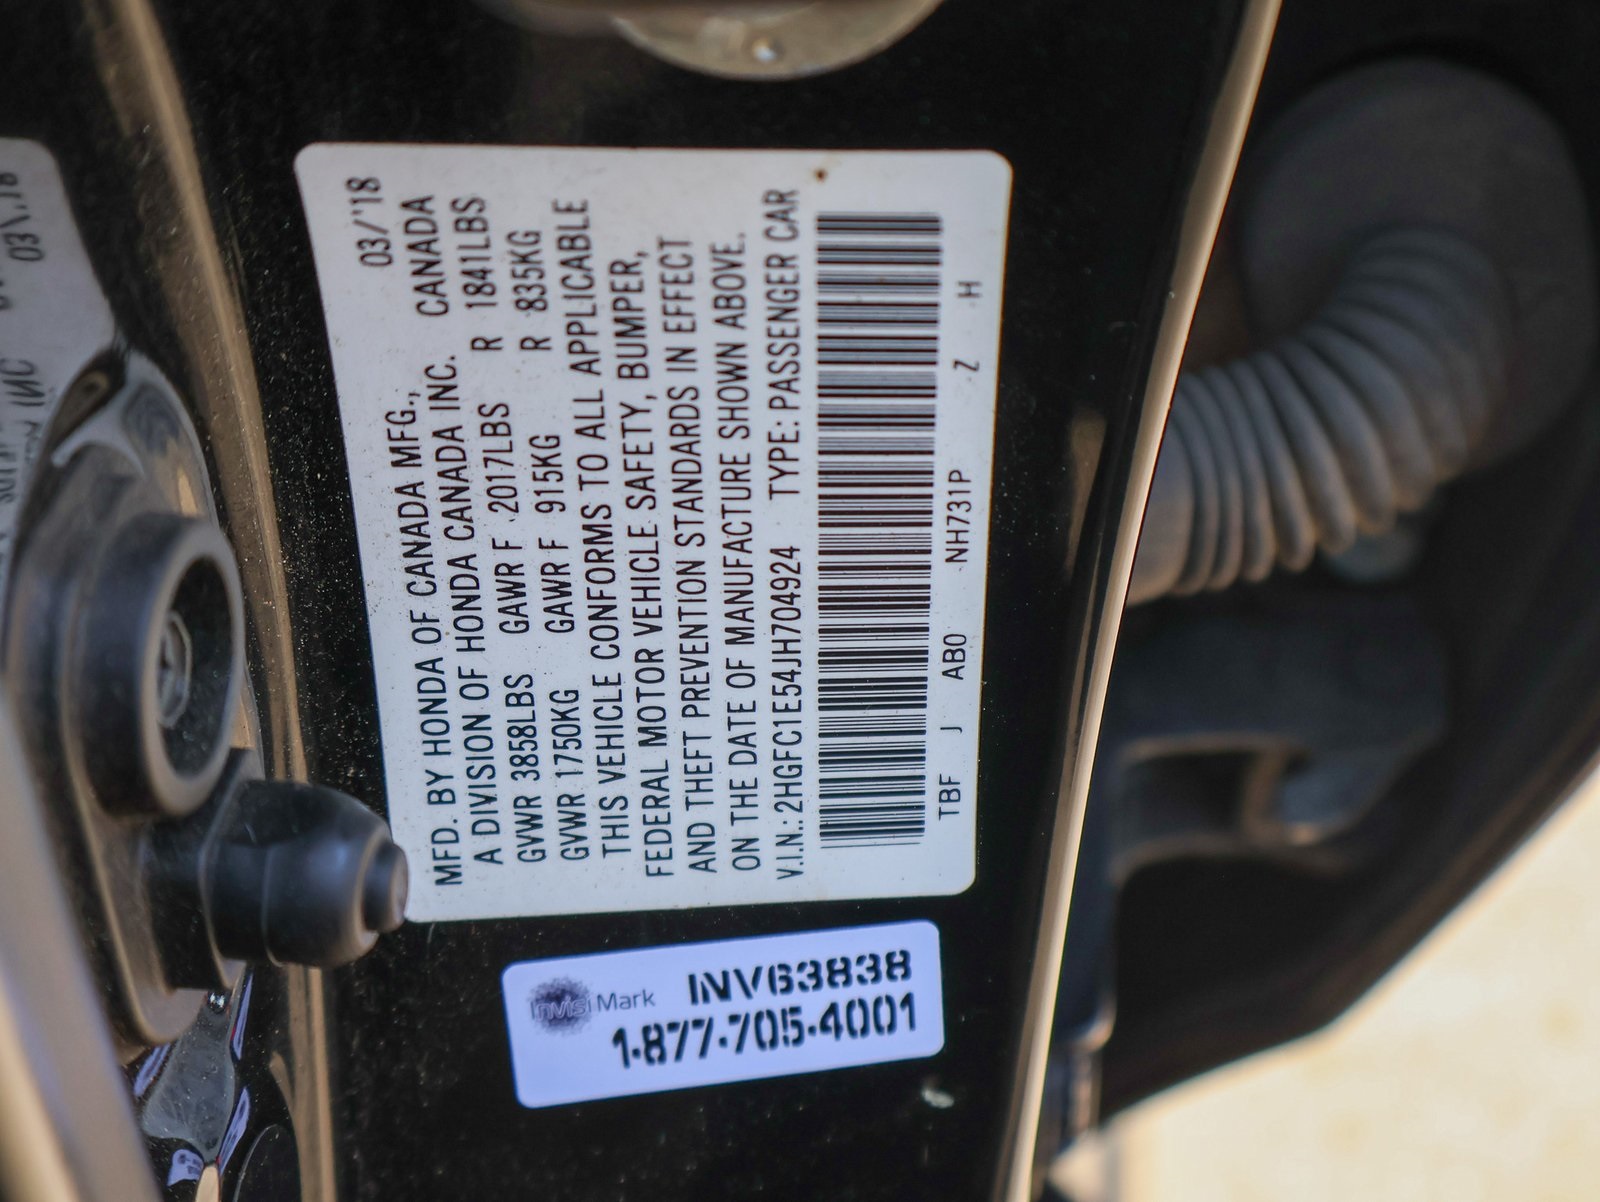 03/'18
MFD. BY HONDA OF CANADA MFG.,
A DIVISION OF HONDA CANADA INC. CANADA
GVWR 3858LBS GAWR F 2017LBS R 1841LBS
GVWR 1750KG GAWR F 915KG R 835KG
THIS VEHICLE CONFORMS TO ALL APPLICABLE
FEDERAL MOTOR VEHICLE SAFETY, BUMPER,
AND THEFT PREVENTION STANDARDS IN EFFECT
ON THE DATE OF MANUFACTURE SHOWN ABOVE.
V.I.N.: 2HGFC1E54JH704924 TYPE: PASSENGER CAR
TBF J AB0 NH731P Z H
InvisiMark INV63838
1-877-705-4001